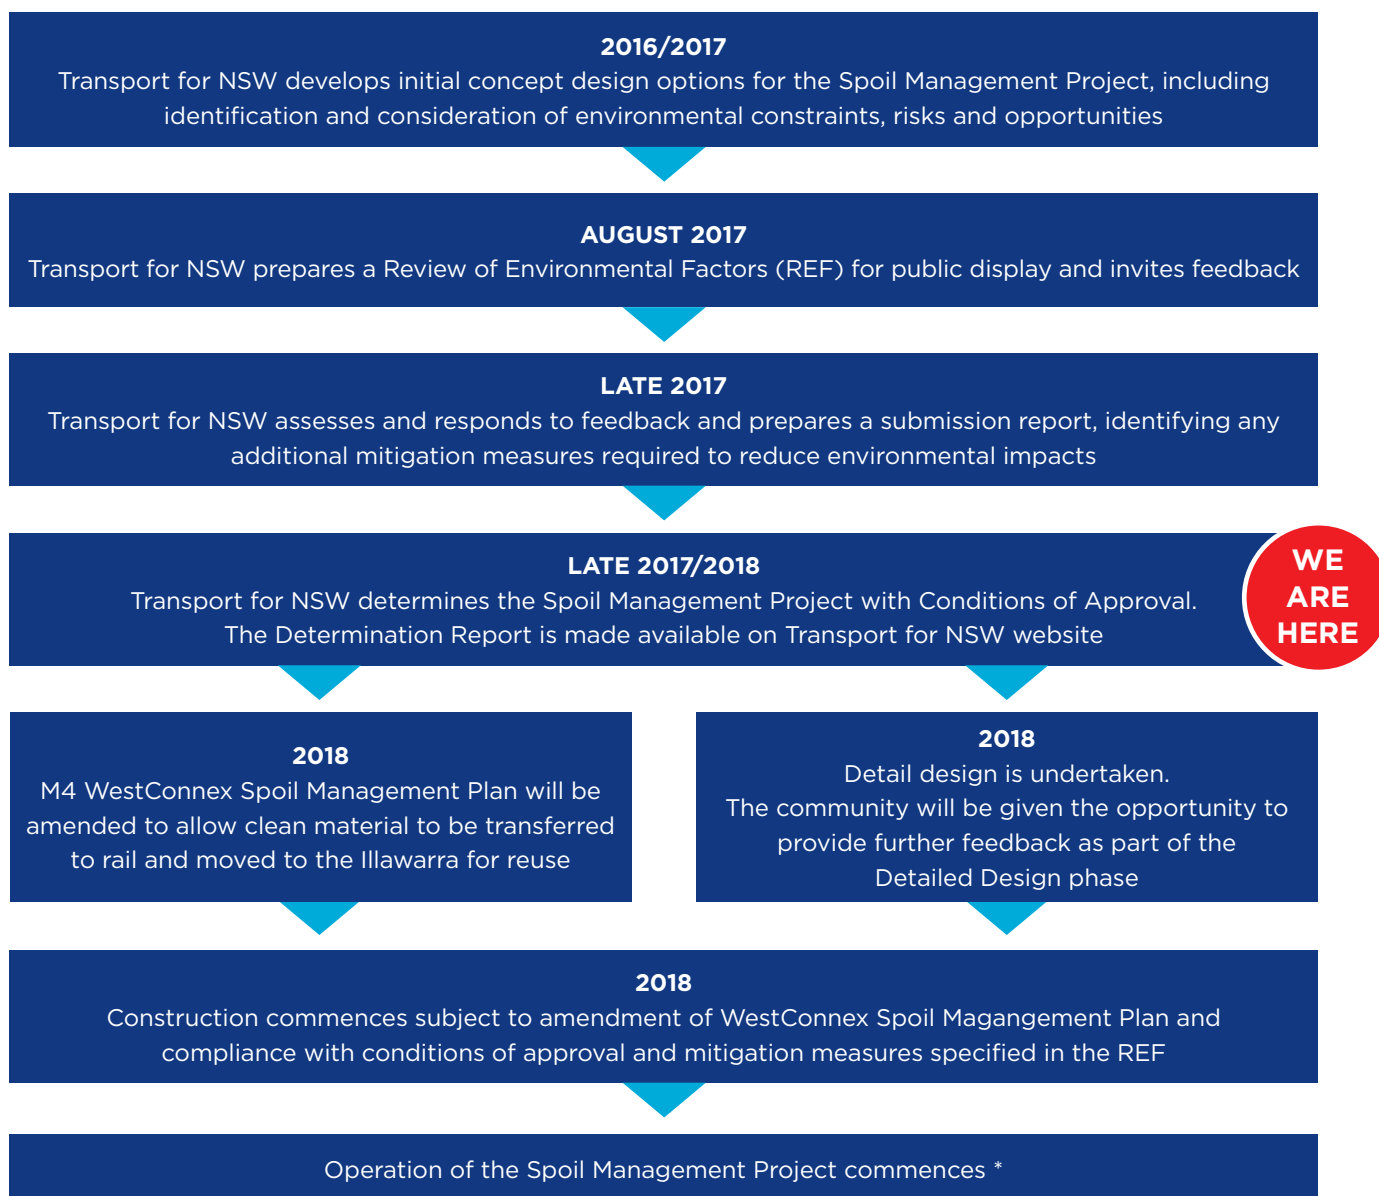 2016/2017
Transport for NSW develops initial concept design options for the Spoil Management Project, including
identification and consideration of environmental constraints, risks and opportunities
AUGUST 2017
Transport for NSW prepares a Review of Environmental Factors (REF) for public display and invites feedback
LATE 2017
Transport for NSW assesses and responds to feedback and prepares a submission report, identifying any
additional mitigation measures required to reduce environmental impacts
LATE 2017/2018
Transport for NSW determines the Spoil Management Project with Conditions of Approval.
The Determination Report is made available on Transport for NSW website
WE
ARE
HERE
2018
M4 WestConnex Spoil Management Plan will be
amended to allow clean material to be transferred
to rail and moved to the Illawarra for reuse
2018
Detail design is undertaken.
The community will be given the opportunity to
provide further feedback as part of the
Detailed Design phase
2018
Construction commences subject to amendment of WestConnex Spoil Magangement Plan and
compliance with conditions of approval and mitigation measures specified in the REF
Operation of the Spoil Management Project commences *